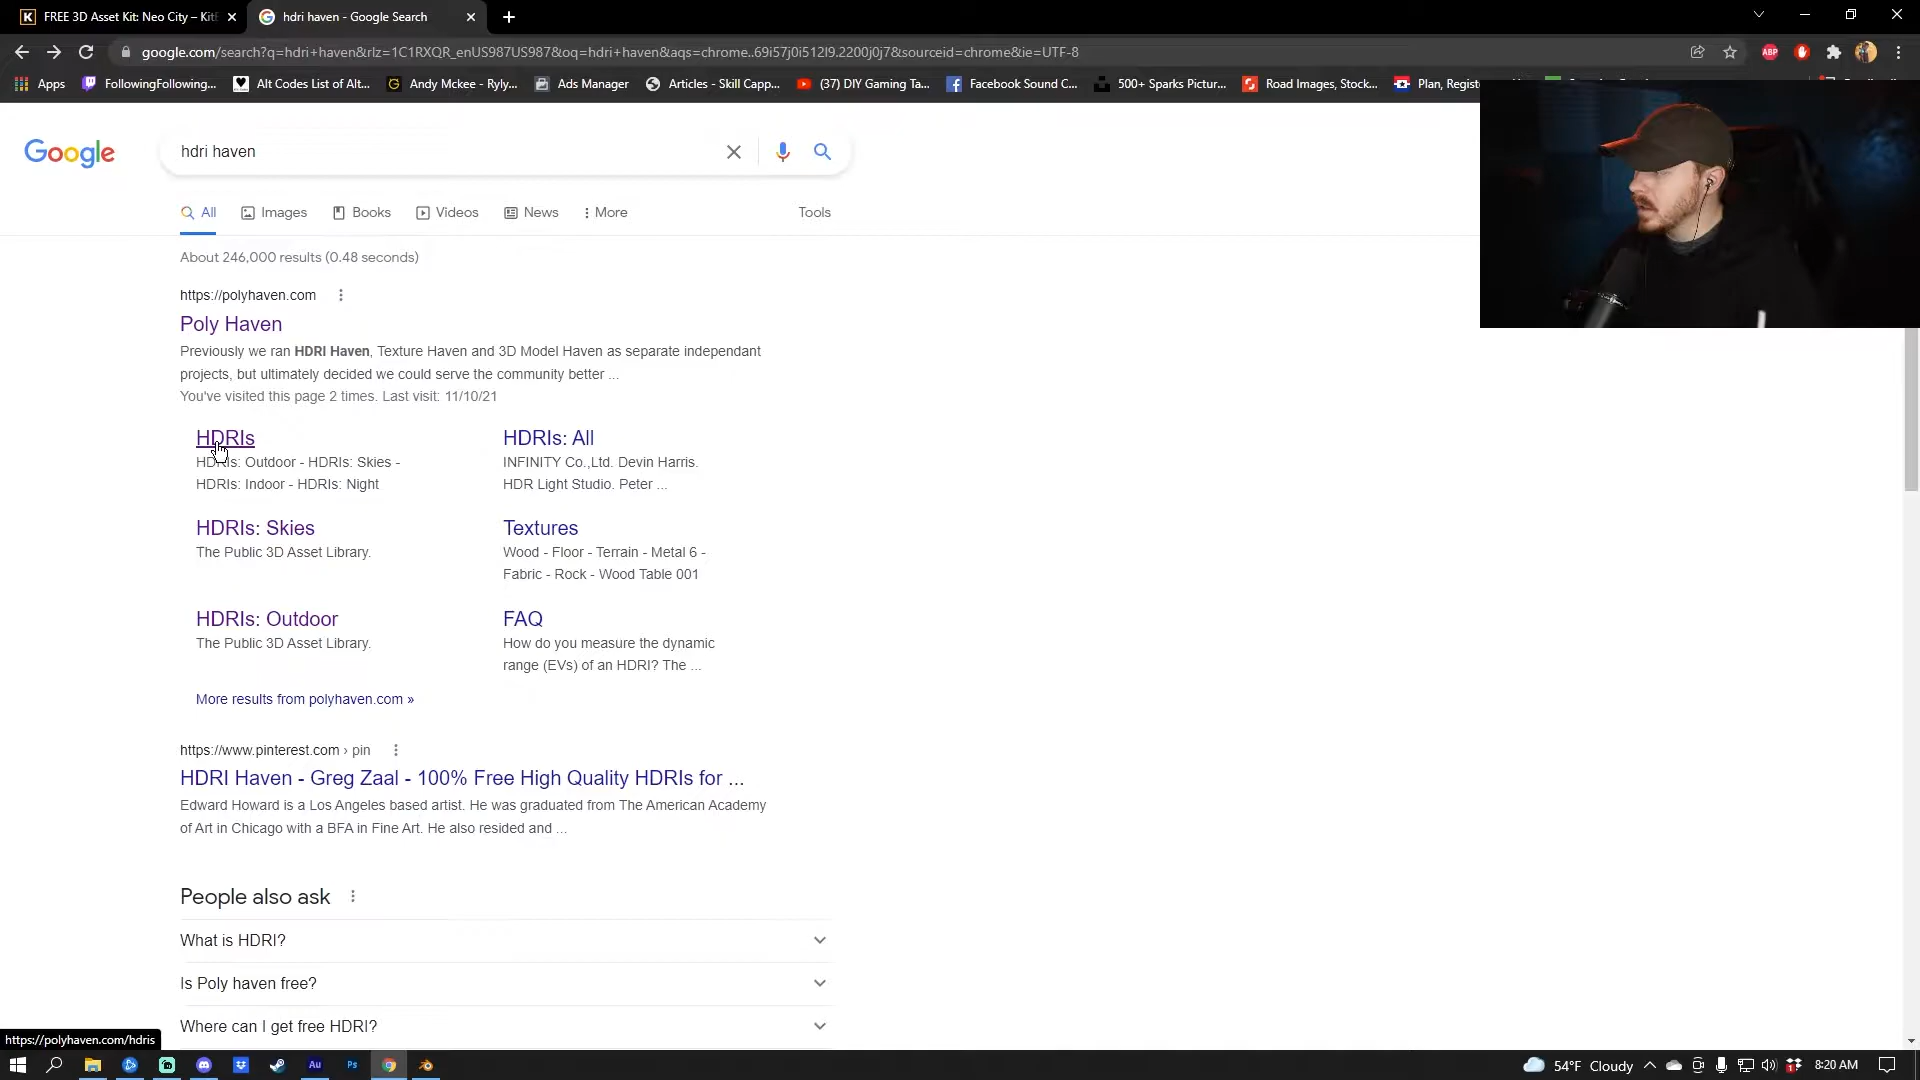 FREE 3D Asset Kit: Neo City – Kit
hdri haven - Google Search
google.com/search?q=hdri+haven&rlz=1C1RXQR_enUS987US987&oq=hdri+haven&aqs=chrome..69i57j0i512l9.2200j0j7&sourceid=chrome&ie=UTF-8
ABP
Apps
FollowingFollowing...
Alt Codes List of Alt...
Andy Mckee - Ryly...
Ads Manager
Articles - Skill Capp...
(37) DIY Gaming Ta...
Facebook Sound C...
500+ Sparks Pictur...
Road Images, Stock...
Plan, Registe
Google
hdri haven
All
Images
Books
Videos
News
More
Tools
About 246,000 results (0.48 seconds)
https://polyhaven.com
Poly Haven
Previously we ran HDRI Haven, Texture Haven and 3D Model Haven as separate independant
projects, but ultimately decided we could serve the community better ...
You've visited this page 2 times. Last visit: 11/10/21
HDRIs
HDRIs: Outdoor - HDRIs: Skies -
HDRIs: Indoor - HDRIs: Night
HDRIs: All
INFINITY Co.,Ltd. Devin Harris.
HDR Light Studio. Peter ...
HDRIs: Skies
The Public 3D Asset Library.
Textures
Wood - Floor - Terrain - Metal 6 -
Fabric - Rock - Wood Table 001
HDRIs: Outdoor
The Public 3D Asset Library.
FAQ
How do you measure the dynamic
range (EVs) of an HDRI? The ...
More results from polyhaven.com »
https://www.pinterest.com › pin
HDRI Haven - Greg Zaal - 100% Free High Quality HDRIs for ...
Edward Howard is a Los Angeles based artist. He was graduated from The American Academy
of Art in Chicago with a BFA in Fine Art. He also resided and ...
People also ask
What is HDRI?
Is Poly haven free?
Where can I get free HDRI?
https://polyhaven.com/hdris
Au
Ps
54°F Cloudy
8:20 AM